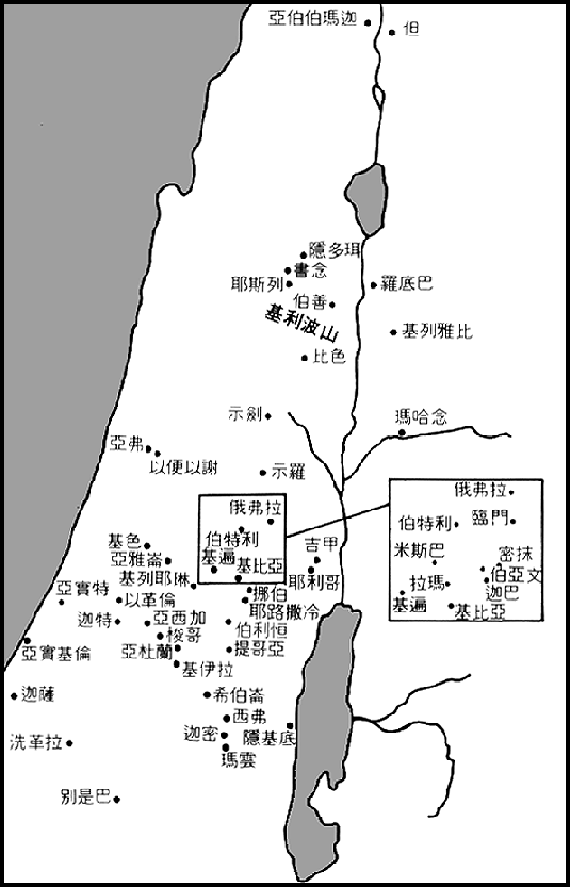 亞伯伯瑪迦
但
隱多珥
書念
耶斯列
羅底巴
伯善
基利波山
基列雅比
比色
示劍
瑪哈念
亞弗
以便以謝
示羅
俄弗拉
伯特利
基遍
基比亞
俄弗拉
伯特利
臨門
米斯巴
密抹
伯亞文
拉瑪
迦巴
基遍
基比亞
基色
亞雅崙
吉甲
基列耶琳
耶利哥
亞實特
以革倫
挪伯
耶路撒冷
迦特
亞西加
梭哥
伯利恒
亞實基倫
亞杜蘭
提哥亞
基伊拉
迦薩
希伯崙
西弗
迦密
隱基底
洗革拉
瑪雲
別是巴